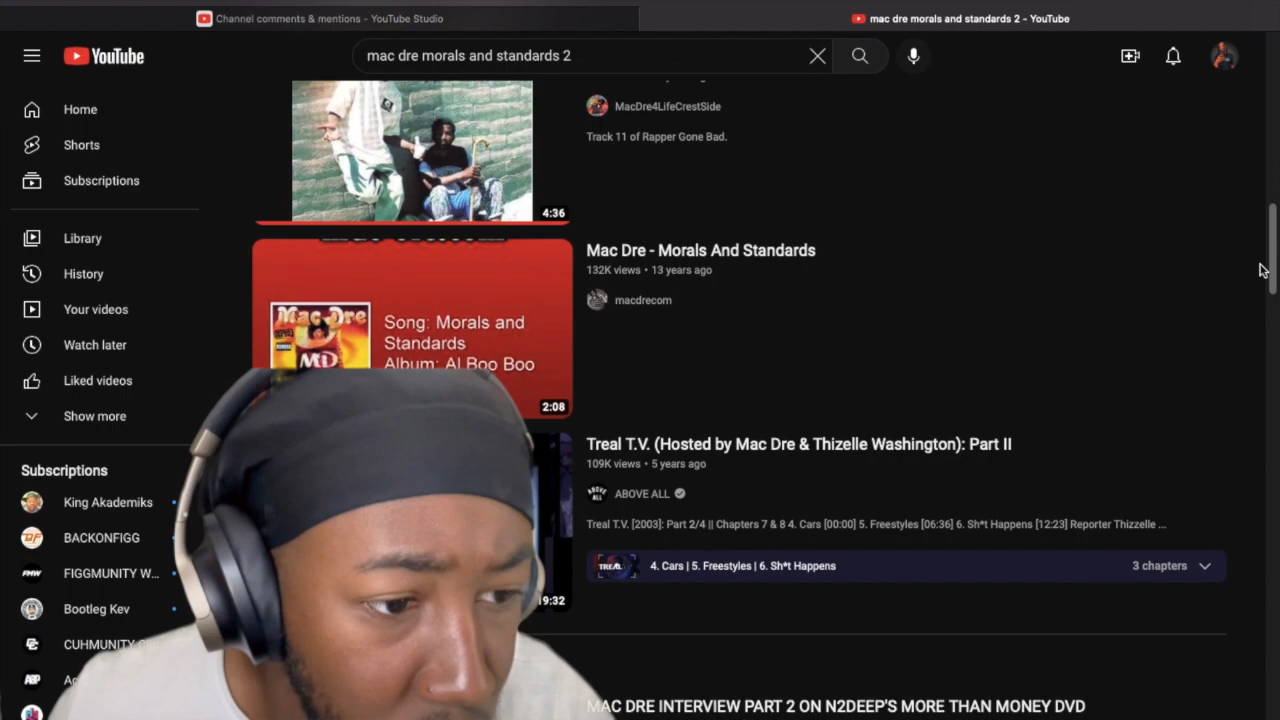 Channel comments & mentions - YouTube Studio
mac dre morals and standards 2 - YouTube
YouTube
mac dre morals and standards 2
Home
Shorts
Subscriptions
Library
History
Your videos
Watch later
Liked videos
Show more
Subscriptions
King Akademiks
BACKONFIGG
FIGGMUNITY W...
Bootleg Kev
CUHMUNITY
MacDre4LifeCrestSide
Track 11 of Rapper Gone Bad.
4:36
Mac Dre - Morals And Standards
132K views • 13 years ago
macdrecom
Mac Dre
Song: Morals and
Standards
Album: Al Boo Boo
2:08
Treal T.V. (Hosted by Mac Dre & Thizelle Washington): Part II
109K views • 5 years ago
ABOVE ALL
Treal T.V. [2003]: Part 2/4 || Chapters 7 & 8 4. Cars [00:00] 5. Freestyles [06:36] 6. Sh*t Happens [12:23] Reporter Thizzelle ...
4. Cars | 5. Freestyles | 6. Sh*t Happens
3 chapters
19:32
MAC DRE INTERVIEW PART 2 ON N2DEEP'S MORE THAN MONEY DVD